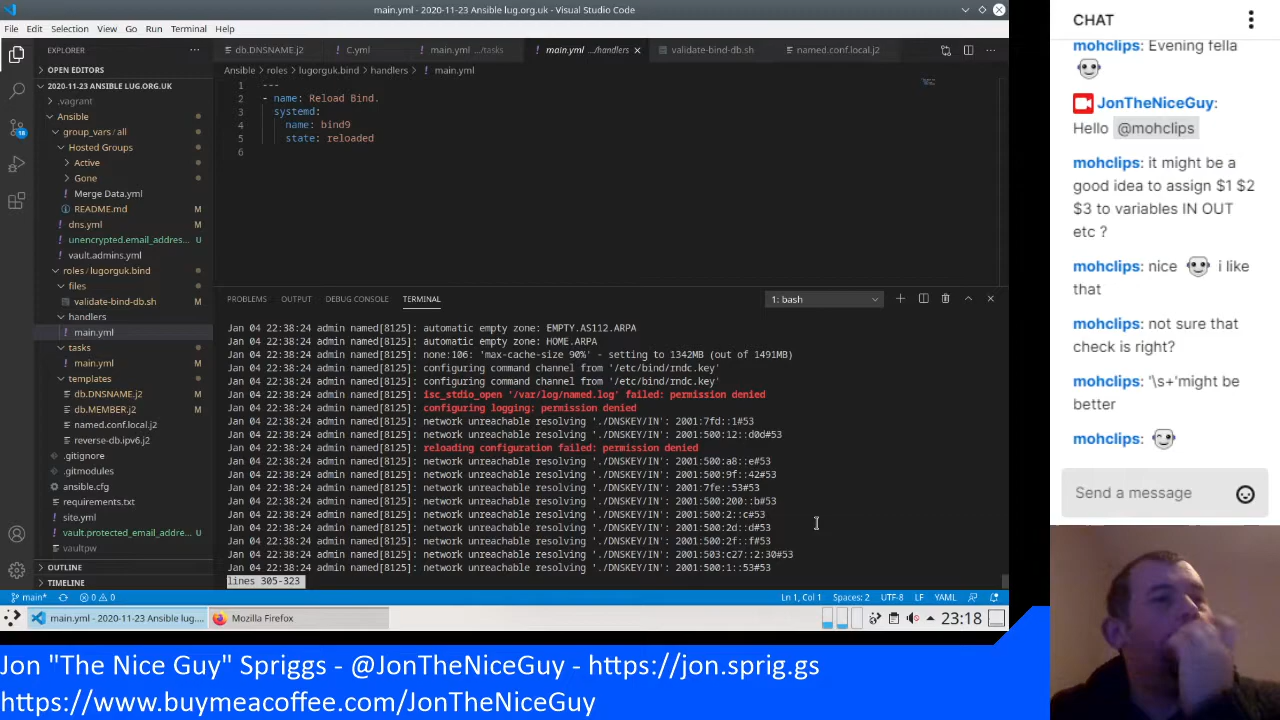 main.yml - 2020-11-23 Ansible lug.org.uk - Visual Studio Code
File Edit Selection View Go Run Terminal Help
EXPLORER
OPEN EDITORS
2020-11-23 ANSIBLE LUG.ORG.UK
.vagrant
Ansible
group_vars / all
Hosted Groups
Active
Gone
Merge Data.yml
README.md M
dns.yml M
unencrypted.email_addre... U
vault.admins.yml
roles / lugorguk.bind
files
validate-bind-db.sh M
handlers
main.yml
tasks
main.yml M
templates
db.DNSNAME.j2 M
db.MEMBER.j2 M
named.conf.local.j2 M
reverse-db.ipv6.j2 M
.gitignore
.gitmodules
ansible.cfg
requirements.txt
site.yml
vault.protected_email_addre... U
vaultpw
OUTLINE
TIMELINE
db.DNSNAME.j2 C.yml main.yml .../tasks main.yml .../handlers validate-bind-db.sh named.conf.local.j2
Ansible > roles > lugorguk.bind > handlers > main.yml
1 ---
2 - name: Reload Bind.
3 systemd:
4 name: bind9
5 state: reloaded
6
PROBLEMS OUTPUT DEBUG CONSOLE TERMINAL 1: bash
Jan 04 22:38:24 admin named[8125]: automatic empty zone: EMPTY.AS112.ARPA
Jan 04 22:38:24 admin named[8125]: automatic empty zone: HOME.ARPA
Jan 04 22:38:24 admin named[8125]: none:106: 'max-cache-size 90%' - setting to 1342MB (out of 1491MB)
Jan 04 22:38:24 admin named[8125]: configuring command channel from '/etc/bind/rndc.key'
Jan 04 22:38:24 admin named[8125]: configuring command channel from '/etc/bind/rndc.key'
Jan 04 22:38:24 admin named[8125]: isc_stdio_open '/var/log/named.log' failed: permission denied
Jan 04 22:38:24 admin named[8125]: configuring logging: permission denied
Jan 04 22:38:24 admin named[8125]: network unreachable resolving './DNSKEY/IN': 2001:7fd::1#53
Jan 04 22:38:24 admin named[8125]: network unreachable resolving './DNSKEY/IN': 2001:500:12::d0d#53
Jan 04 22:38:24 admin named[8125]: reloading configuration failed: permission denied
Jan 04 22:38:24 admin named[8125]: network unreachable resolving './DNSKEY/IN': 2001:500:a8::e#53
Jan 04 22:38:24 admin named[8125]: network unreachable resolving './DNSKEY/IN': 2001:500:9f::42#53
Jan 04 22:38:24 admin named[8125]: network unreachable resolving './DNSKEY/IN': 2001:7fe::53#53
Jan 04 22:38:24 admin named[8125]: network unreachable resolving './DNSKEY/IN': 2001:500:200::b#53
Jan 04 22:38:24 admin named[8125]: network unreachable resolving './DNSKEY/IN': 2001:500:2::c#53
Jan 04 22:38:24 admin named[8125]: network unreachable resolving './DNSKEY/IN': 2001:500:2d::d#53
Jan 04 22:38:24 admin named[8125]: network unreachable resolving './DNSKEY/IN': 2001:500:2f::f#53
Jan 04 22:38:24 admin named[8125]: network unreachable resolving './DNSKEY/IN': 2001:503:c27::2:30#53
Jan 04 22:38:24 admin named[8125]: network unreachable resolving './DNSKEY/IN': 2001:500:1::53#53
lines 305-323
main* 0 0 Ln 1, Col 1 Spaces: 2 UTF-8 LF YAML
main.yml - 2020-11-23 Ansible lug.... Mozilla Firefox 23:18
CHAT
mohclips: Evening fella
JonTheNiceGuy:
Hello @mohclips
mohclips: it might be a
good idea to assign $1 $2
$3 to variables IN OUT
etc ?
mohclips: nice i like
that
mohclips: not sure that
check is right?
mohclips: '\s+'might be
better
mohclips:
Send a message
Jon "The Nice Guy" Spriggs - @JonTheNiceGuy - https://jon.sprig.gs
https://www.buymeacoffee.com/JonTheNiceGuy